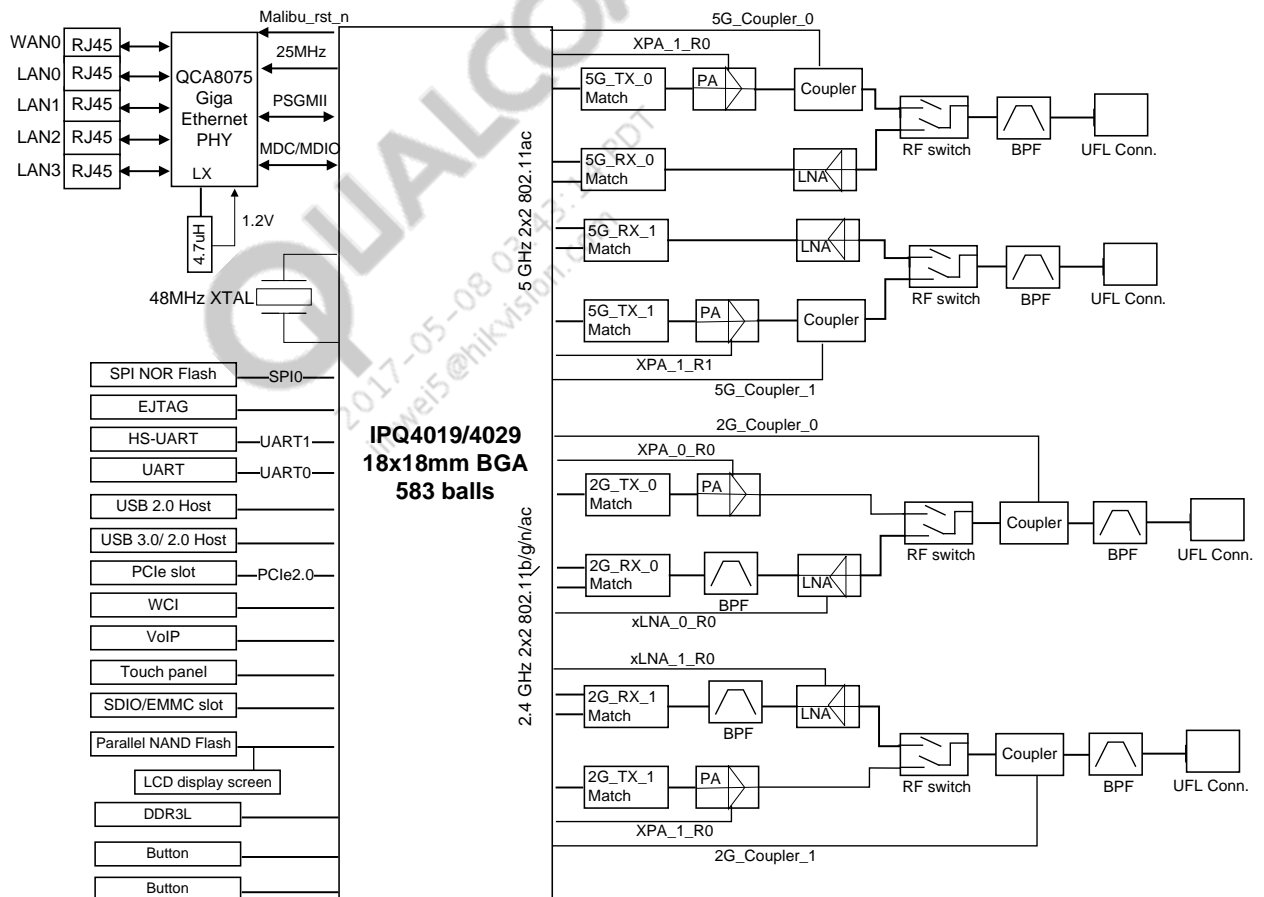 Malibu_rst_n
WAN0 RJ45
LAN0 RJ45
LAN1 RJ45
LAN2 RJ45
LAN3 RJ45
QCA8075
Giga
Ethernet
PHY
LX
25MHz
PSGMII
MDC/MDIO
4.7uH
1.2V
48MHz XTAL
SPI NOR Flash
SPI0
EJTAG
HS-UART
UART1
UART
UART0
USB 2.0 Host
USB 3.0/ 2.0 Host
PCIe slot
PCIe2.0
WCI
VoIP
Touch panel
SDIO/EMMC slot
Parallel NAND Flash
LCD display screen
DDR3L
Button
Button
IPQ4019/4029
18x18mm BGA
583 balls
5 GHz 2x2 802.11ac
2.4 GHz 2x2 802.11b/g/n/ac
5G_Coupler_0
XPA_1_R0
5G_TX_0
Match
PA
Coupler
5G_RX_0
Match
LNA
RF switch
BPF
UFL Conn.
5G_RX_1
Match
LNA
5G_TX_1
Match
PA
Coupler
RF switch
BPF
UFL Conn.
XPA_1_R1
5G_Coupler_1
2G_Coupler_0
XPA_0_R0
2G_TX_0
Match
PA
2G_RX_0
Match
BPF
LNA
xLNA_0_R0
RF switch
Coupler
BPF
UFL Conn.
xLNA_1_R0
2G_RX_1
Match
BPF
LNA
2G_TX_1
Match
PA
XPA_1_R0
RF switch
Coupler
BPF
UFL Conn.
2G_Coupler_1
QUALCO